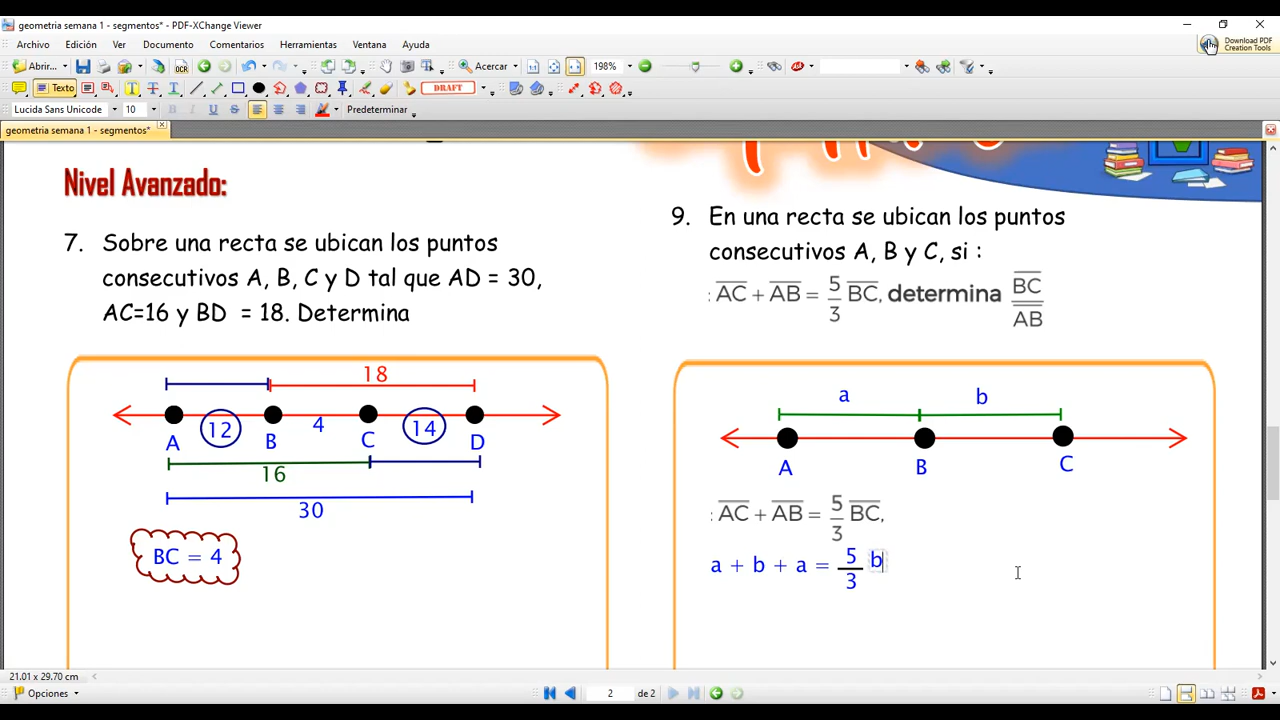 geometria semana 1 - segmentos* - PDF-XChange Viewer
Archivo Edición Ver Documento Comentarios Herramientas Ventana Ayuda
Download PDF
Creation Tools
Abrir... OCR Acercar 198%
Texto DRAFT
Lucida Sans Unicode 10 Predeterminar
geometria semana 1 - segmentos*
Nivel Avanzado:
7. Sobre una recta se ubican los puntos
consecutivos A, B, C y D tal que AD = 30,
AC=16 y BD = 18. Determina
18
12 4 14
A B C D
16
30
BC = 4
9. En una recta se ubican los puntos
consecutivos A, B y C, si :
: AC + AB = 5/3 BC, determina BC/AB
a b
A B C
: AC + AB = 5/3 BC,
a + b + a = 5/3 b
21.01 x 29.70 cm
Opciones 2 de 2